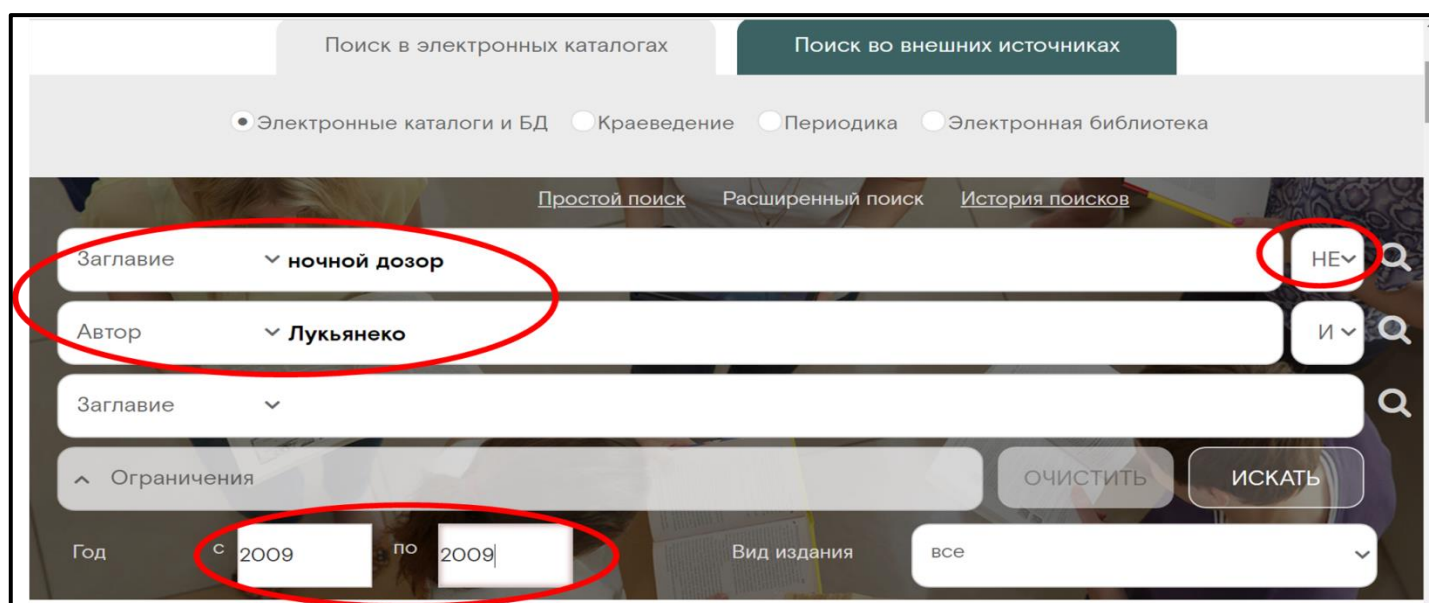 Поиск в электронных каталогах Поиск во внешних источниках
Электронные каталоги и БД Краеведение Периодика Электронная библиотека
Простой поиск Расширенный поиск История поисков
Заглавие ночной дозор НЕ
Автор Лукьянеко И
Заглавие
Ограничения ОЧИСТИТЬ ИСКАТЬ
Год с 2009 по 2009 Вид издания все